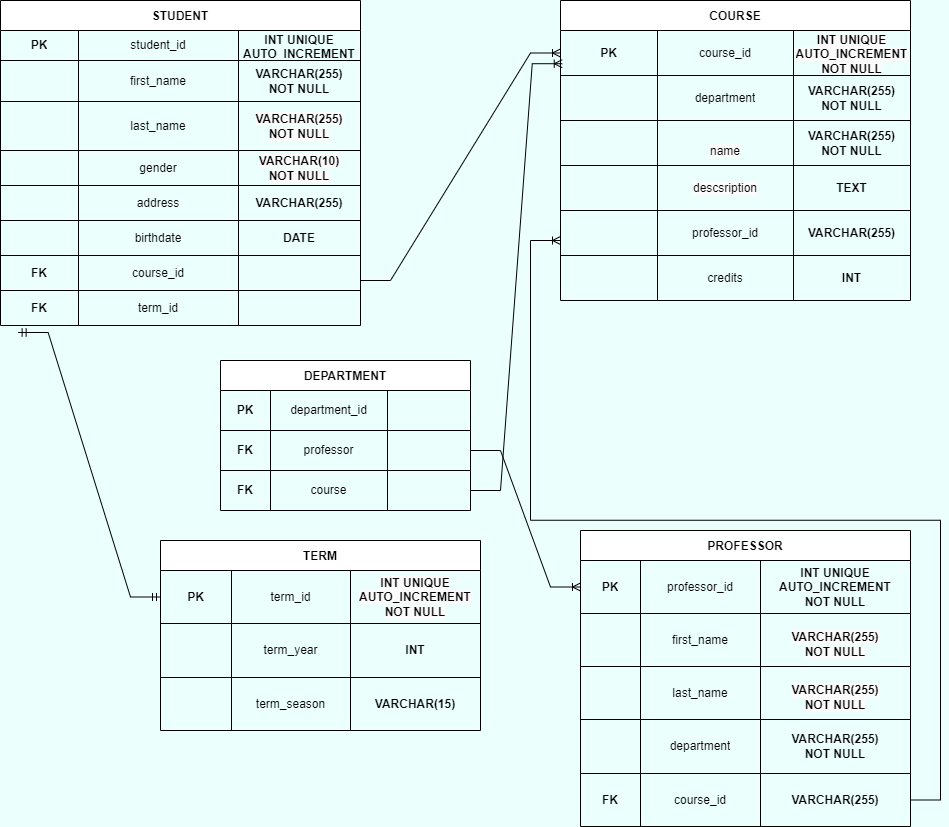 STUDENT
PK student_id INT UNIQUE
AUTO_INCREMENT
first_name VARCHAR(255)
NOT NULL
last_name VARCHAR(255)
NOT NULL
gender VARCHAR(10)
NOT NULL
address VARCHAR(255)
birthdate DATE
FK course_id
FK term_id
COURSE
PK course_id INT UNIQUE
AUTO_INCREMENT
NOT NULL
department VARCHAR(255)
NOT NULL
name VARCHAR(255)
NOT NULL
descsription TEXT
professor_id VARCHAR(255)
credits INT
DEPARTMENT
PK department_id
FK professor
FK course
TERM
PK term_id INT UNIQUE
AUTO_INCREMENT
NOT NULL
term_year INT
term_season VARCHAR(15)
PROFESSOR
PK professor_id INT UNIQUE
AUTO_INCREMENT
NOT NULL
first_name VARCHAR(255)
NOT NULL
last_name VARCHAR(255)
NOT NULL
department VARCHAR(255)
NOT NULL
FK course_id VARCHAR(255)